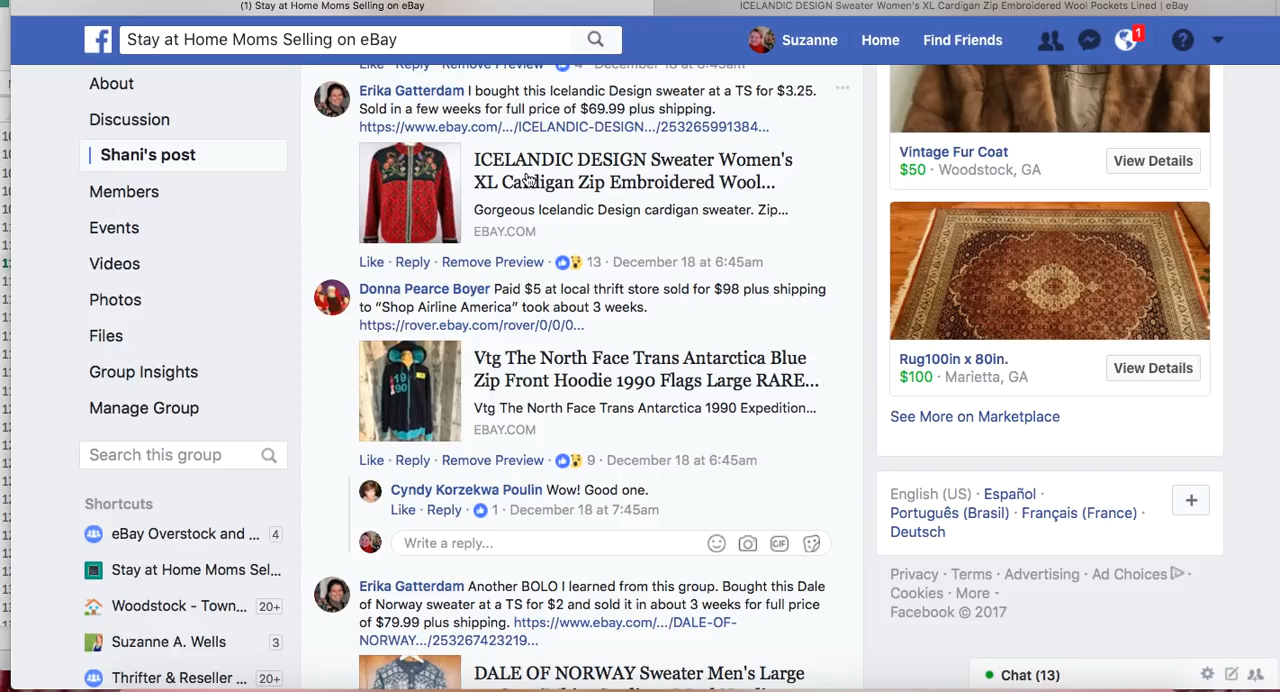 (1) Stay at Home Moms Selling on eBay
ICELANDIC DESIGN Sweater Women's XL Cardigan Zip Embroidered Wool Pockets Lined | eBay
Stay at Home Moms Selling on eBay
Suzanne
Home
Find Friends
1
About
Discussion
Shani's post
Members
Events
Videos
Photos
Files
Group Insights
Manage Group
Search this group
Shortcuts
eBay Overstock and ... 4
Stay at Home Moms Sel...
Woodstock - Town... 20+
Suzanne A. Wells 3
Thrifter & Reseller ... 20+
Like · Reply · Remove Preview · 4 · December 18 at 6:45am
Erika Gatterdam I bought this Icelandic Design sweater at a TS for $3.25.
Sold in a few weeks for full price of $69.99 plus shipping.
https://www.ebay.com/.../ICELANDIC-DESIGN.../253265991384...
ICELANDIC DESIGN Sweater Women's
XL Cardigan Zip Embroidered Wool...
Gorgeous Icelandic Design cardigan sweater. Zip...
EBAY.COM
Like · Reply · Remove Preview · 13 · December 18 at 6:45am
Donna Pearce Boyer Paid $5 at local thrift store sold for $98 plus shipping
to “Shop Airline America” took about 3 weeks.
https://rover.ebay.com/rover/0/0/0...
1990
Vtg The North Face Trans Antarctica Blue
Zip Front Hoodie 1990 Flags Large RARE...
Vtg The North Face Trans Antarctica 1990 Expedition...
EBAY.COM
Like · Reply · Remove Preview · 9 · December 18 at 6:45am
Cyndy Korzekwa Poulin Wow! Good one.
Like · Reply · 1 · December 18 at 7:45am
Write a reply...
GIF
Erika Gatterdam Another BOLO I learned from this group. Bought this Dale
of Norway sweater at a TS for $2 and sold it in about 3 weeks for full price
of $79.99 plus shipping. https://www.ebay.com/.../DALE-OF-
NORWAY.../253267423219...
DALE OF NORWAY Sweater Men's Large
Vintage Fur Coat
$50 · Woodstock, GA
View Details
Rug100in x 80in.
$100 · Marietta, GA
View Details
See More on Marketplace
English (US) · Español ·
Português (Brasil) · Français (France) ·
Deutsch
Privacy · Terms · Advertising · Ad Choices ·
Cookies · More
Facebook © 2017
Chat (13)